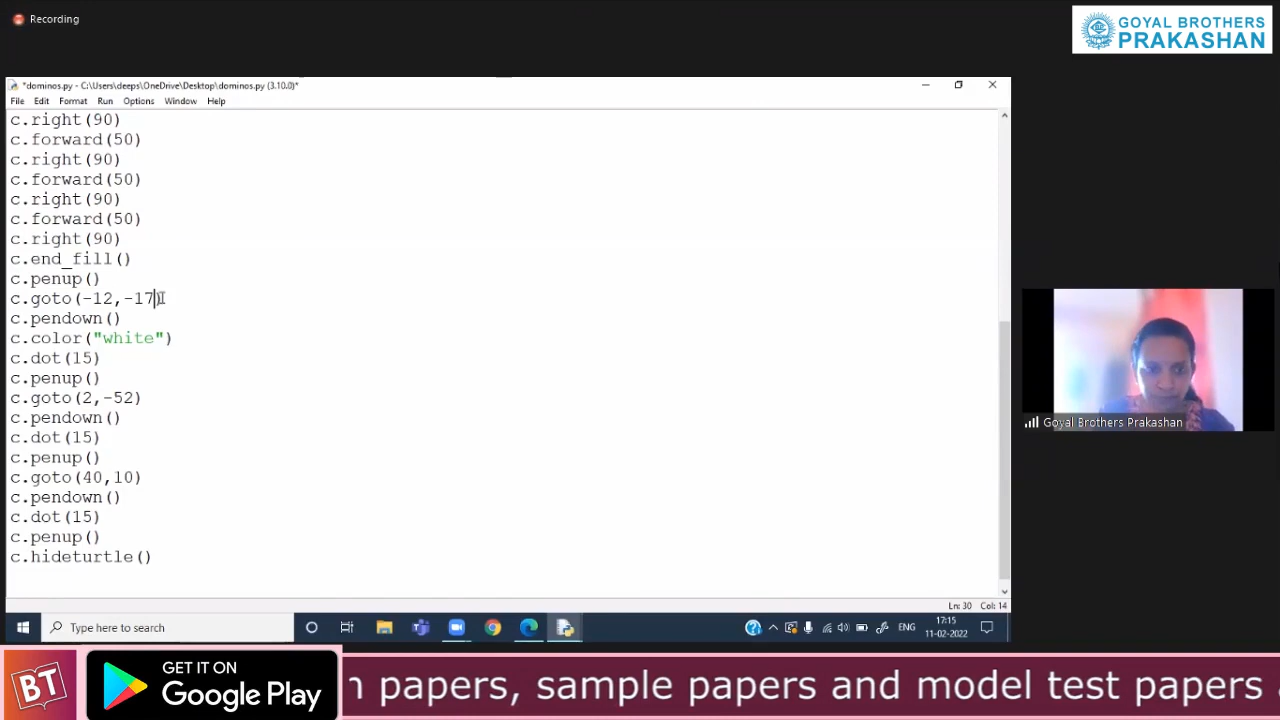 Recording
GOYAL BROTHERS
PRAKASHAN
*dominos.py - C:\Users\deeps\OneDrive\Desktop\dominos.py (3.10.0)*
File Edit Format Run Options Window Help
c.right(90)
c.forward(50)
c.right(90)
c.forward(50)
c.right(90)
c.forward(50)
c.right(90)
c.end_fill()
c.penup()
c.goto(-12,-17)
c.pendown()
c.color("white")
c.dot(15)
c.penup()
c.goto(2,-52)
c.pendown()
c.dot(15)
c.penup()
c.goto(40,10)
c.pendown()
c.dot(15)
c.penup()
c.hideturtle()
Goyal Brothers Prakashan
Ln: 30 Col: 14
Type here to search
ENG
17:15
11-02-2022
BT
GET IT ON
Google Play
n papers, sample papers and model test papers